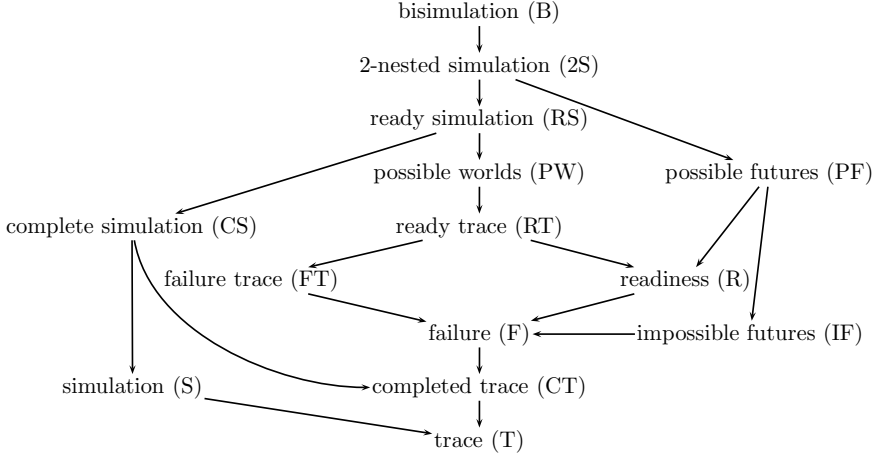 bisimulation (B)
2-nested simulation (2S)
ready simulation (RS)
possible worlds (PW)
possible futures (PF)
complete simulation (CS)
ready trace (RT)
failure trace (FT)
readiness (R)
failure (F)
impossible futures (IF)
simulation (S)
completed trace (CT)
trace (T)